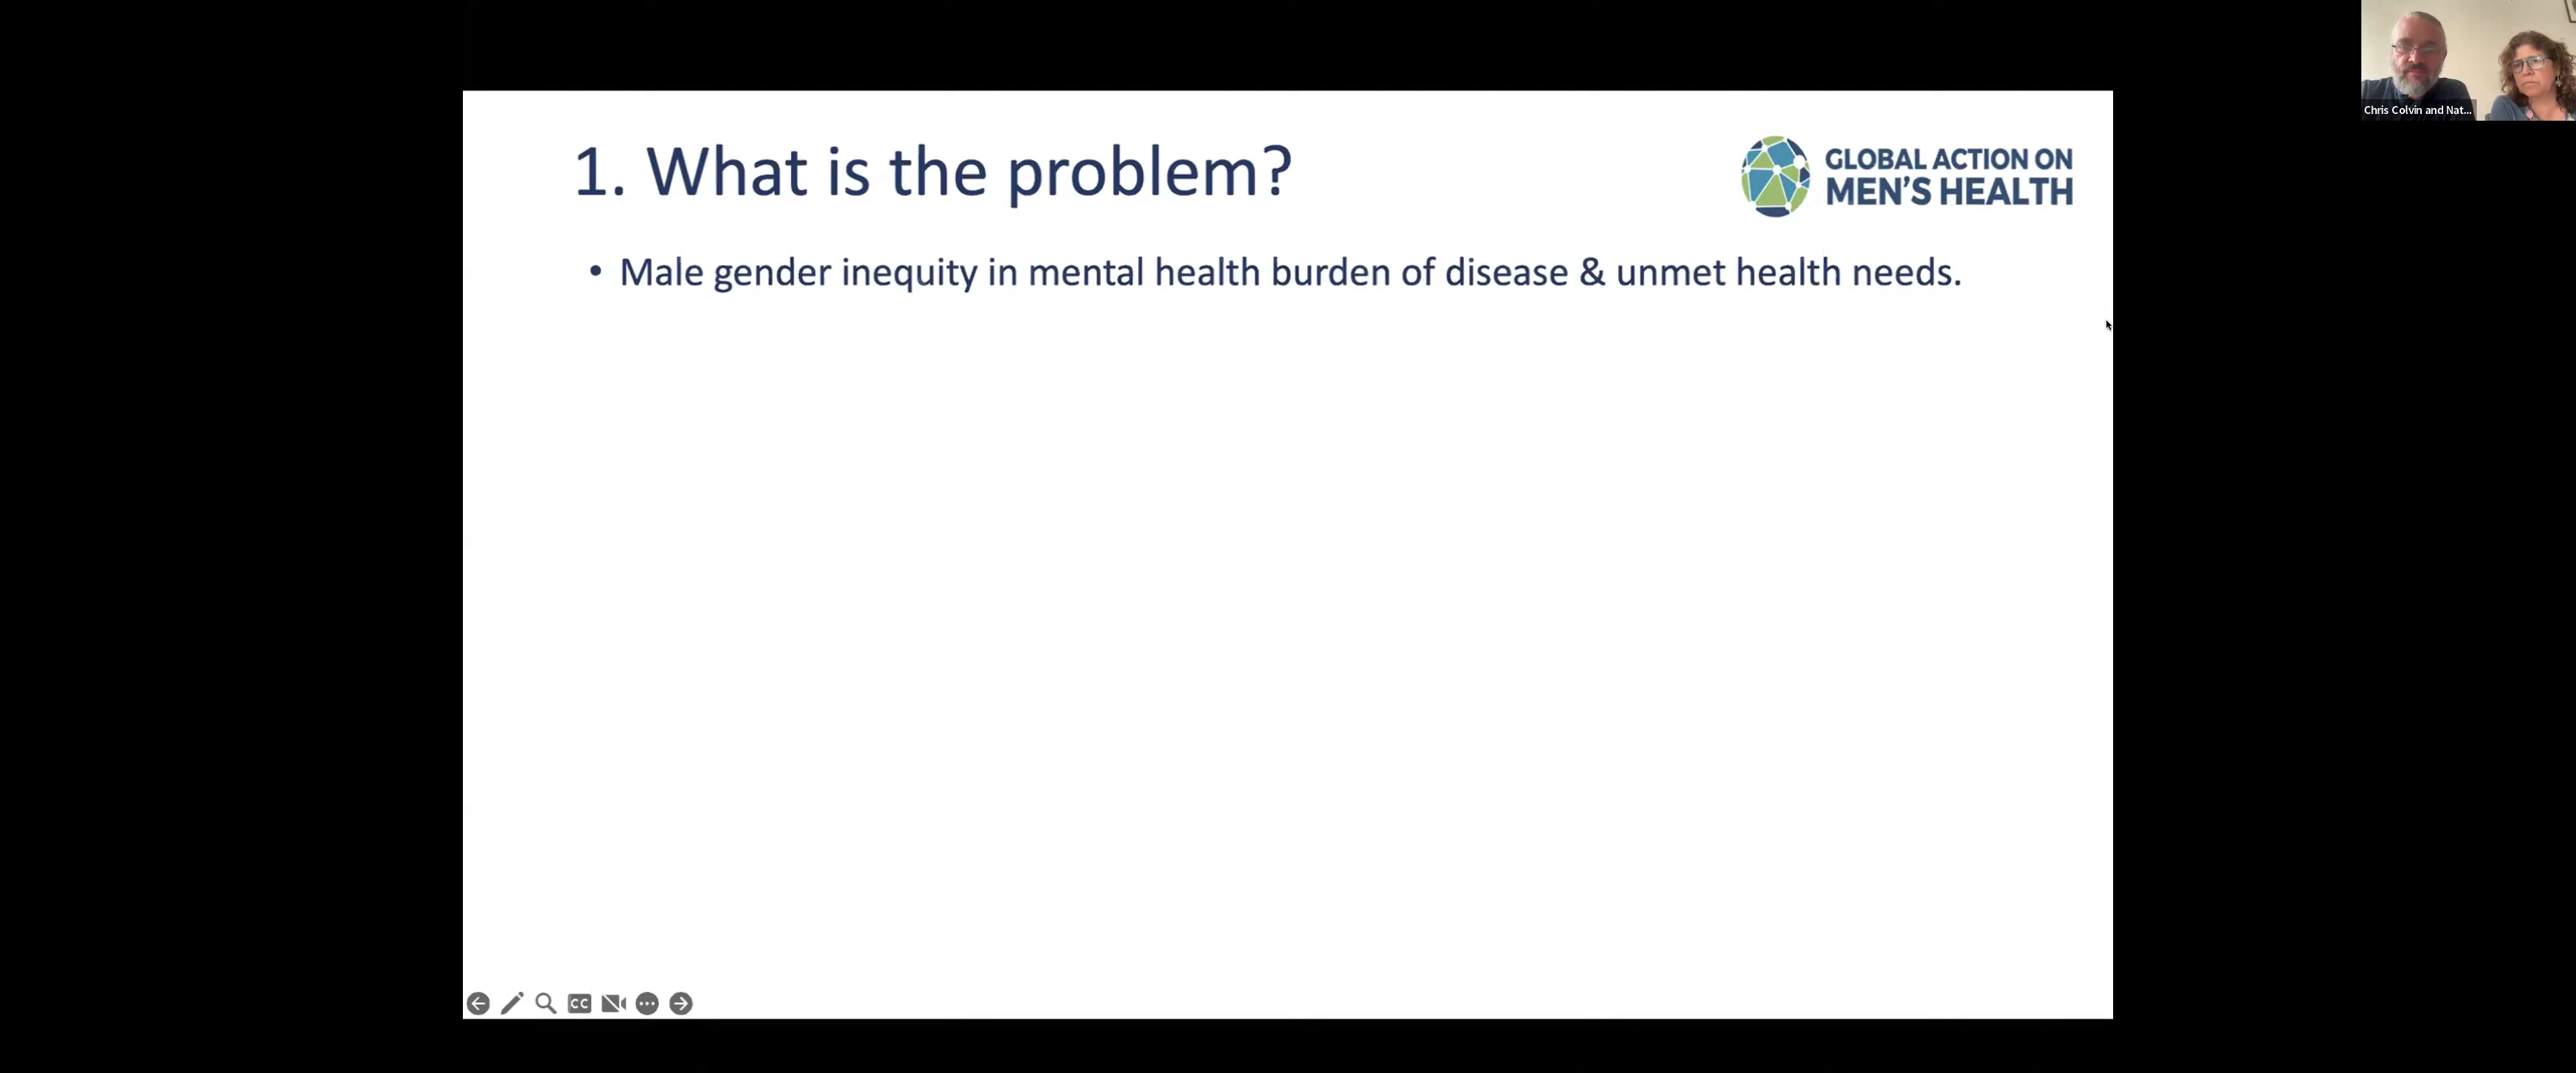 1. What is the problem?
GLOBAL ACTION ON
MEN'S HEALTH
• Male gender inequity in mental health burden of disease & unmet health needs.
Chris Colvin and Nat...
CC